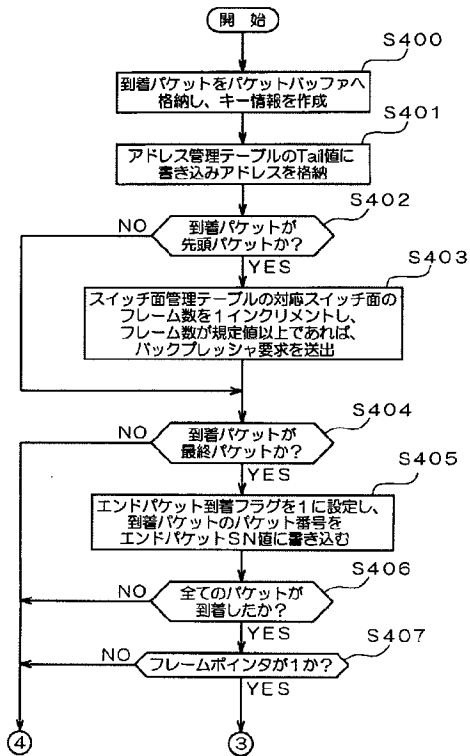 開 始
S400
到着パケットをパケットバッファへ
格納し、キー情報を作成
S401
アドレス管理テーブルのTail値に
書き込みアドレスを格納
S402
NO
到着パケットが
先頭パケットか？
YES
S403
スイッチ面管理テーブルの対応スイッチ面の
フレーム数を１インクリメントし、
フレーム数が規定値以上であれば、
バックプレッシャ要求を送出
S404
NO
到着パケットが
最終パケットか？
YES
S405
エンドパケット到着フラグを１に設定し、
到着パケットのパケット番号を
エンドパケットＳＮ値に書き込む
S406
NO
全てのパケットが
到着したか？
YES
S407
NO
フレームポインタが１か？
YES
④
③